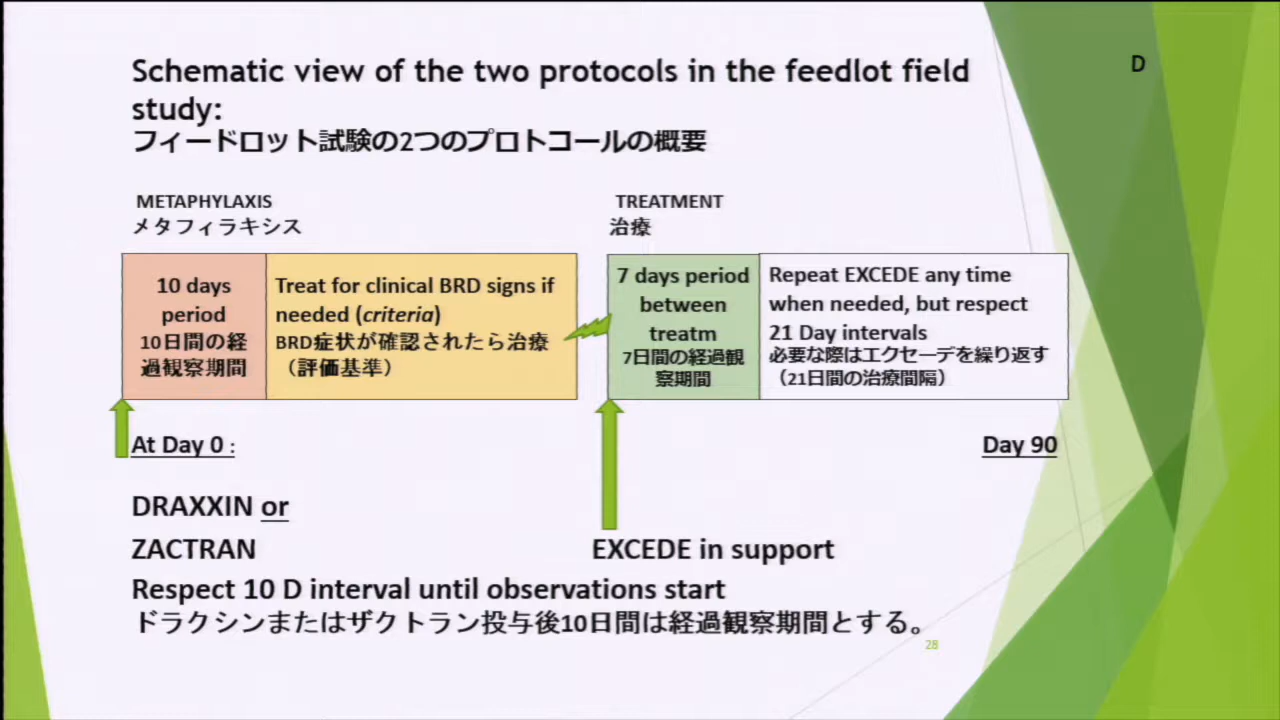 Schematic view of the two protocols in the feedlot field
study:
フィードロット試験の2つのプロトコールの概要
D
METAPHYLAXIS
メタフィラキシス
TREATMENT
治療
10 days
period
10日間の経
過観察期間
Treat for clinical BRD signs if
needed (criteria)
BRD症状が確認されたら治療
（評価基準）
7 days period
between
treatm
7日間の経過観
察期間
Repeat EXCEDE any time
when needed, but respect
21 Day intervals
必要な際はエクセーデを繰り返す
（21日間の治療間隔）
At Day 0 :
Day 90
DRAXXIN or
ZACTRAN
EXCEDE in support
Respect 10 D interval until observations start
ドラクシンまたはザクトラン投与後10日間は経過観察期間とする。
28